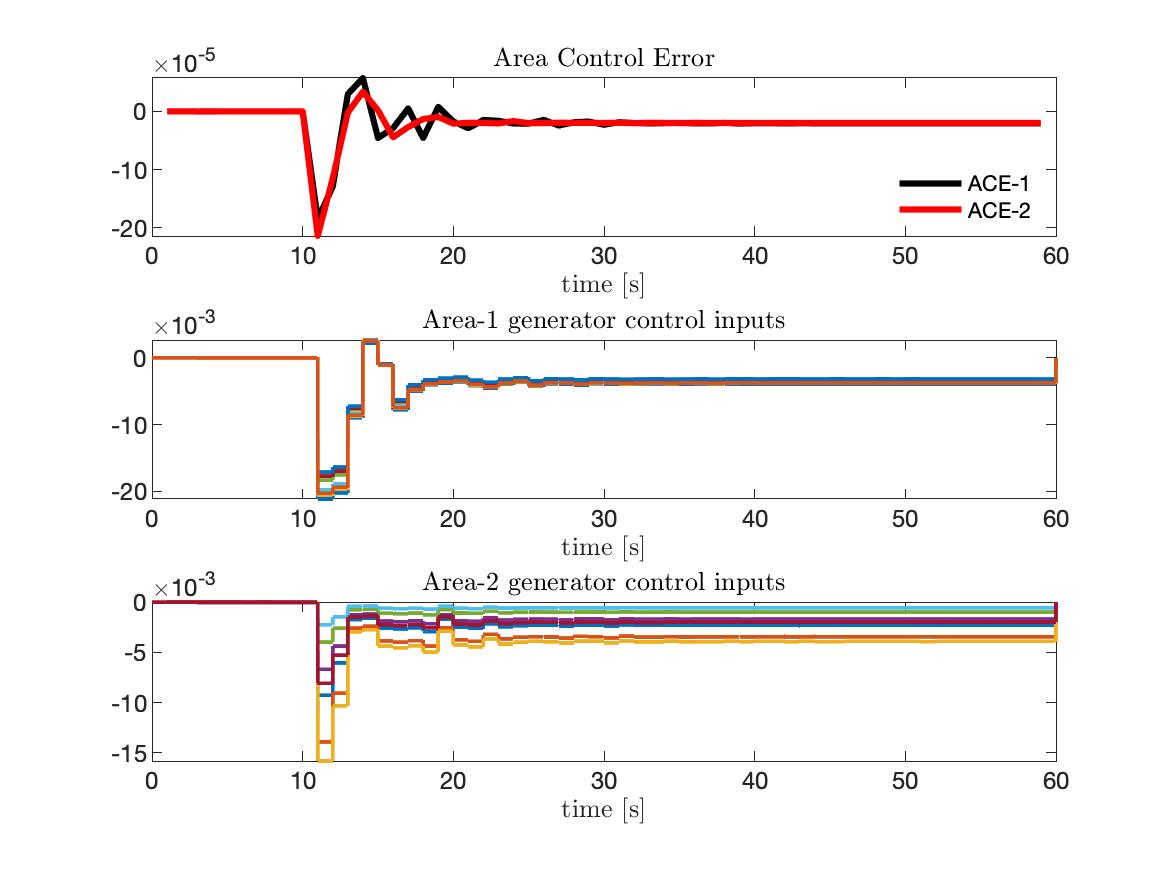 ×10-5
Area Control Error
0
-10
-20
0 10 20 30 40 50 60
time [s]
ACE-1
ACE-2
×10-3
Area-1 generator control inputs
0
-10
-20
0 10 20 30 40 50 60
time [s]
×10-3
Area-2 generator control inputs
0
-5
-10
-15
0 10 20 30 40 50 60
time [s]